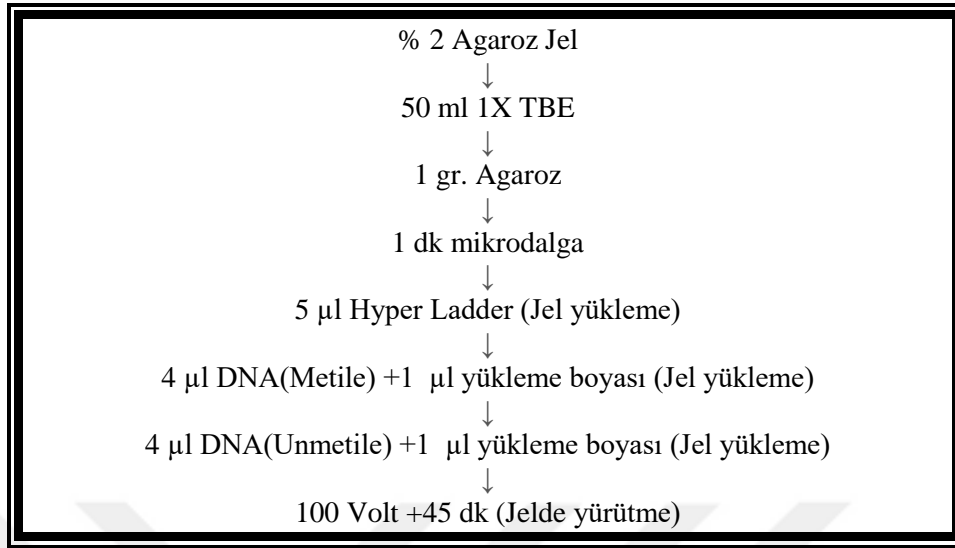 % 2 Agaroz Jel
↓
50 ml 1X TBE
↓
1 gr. Agaroz
↓
1 dk mikrodalga
↓
5 µl Hyper Ladder (Jel yükleme)
↓
4 µl DNA(Metile) +1 µl yükleme boyası (Jel yükleme)
↓
4 µl DNA(Unmetile) +1 µl yükleme boyası (Jel yükleme)
↓
100 Volt +45 dk (Jelde yürütme)